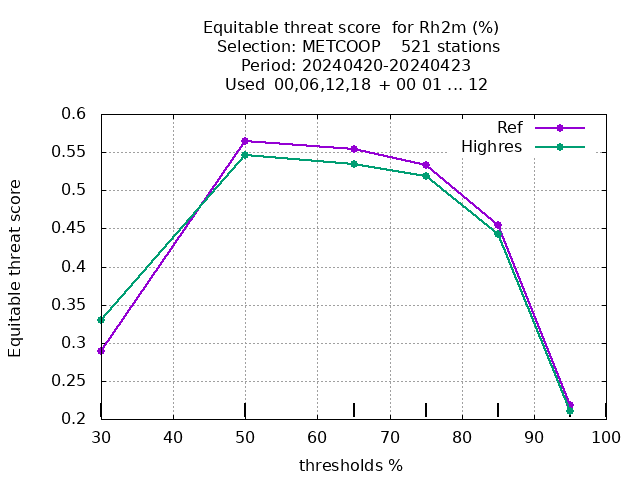 Equitable threat score  for Rh2m (%)
Selection: METCOOP    521 stations
Period: 20240420-20240423
Used  00,06,12,18 + 00 01 ... 12
Ref
Highres
0.6
0.55
0.5
0.45
0.4
0.35
0.3
0.25
0.2
Equitable threat score
30 40 50 60 70 80 90 100
thresholds %